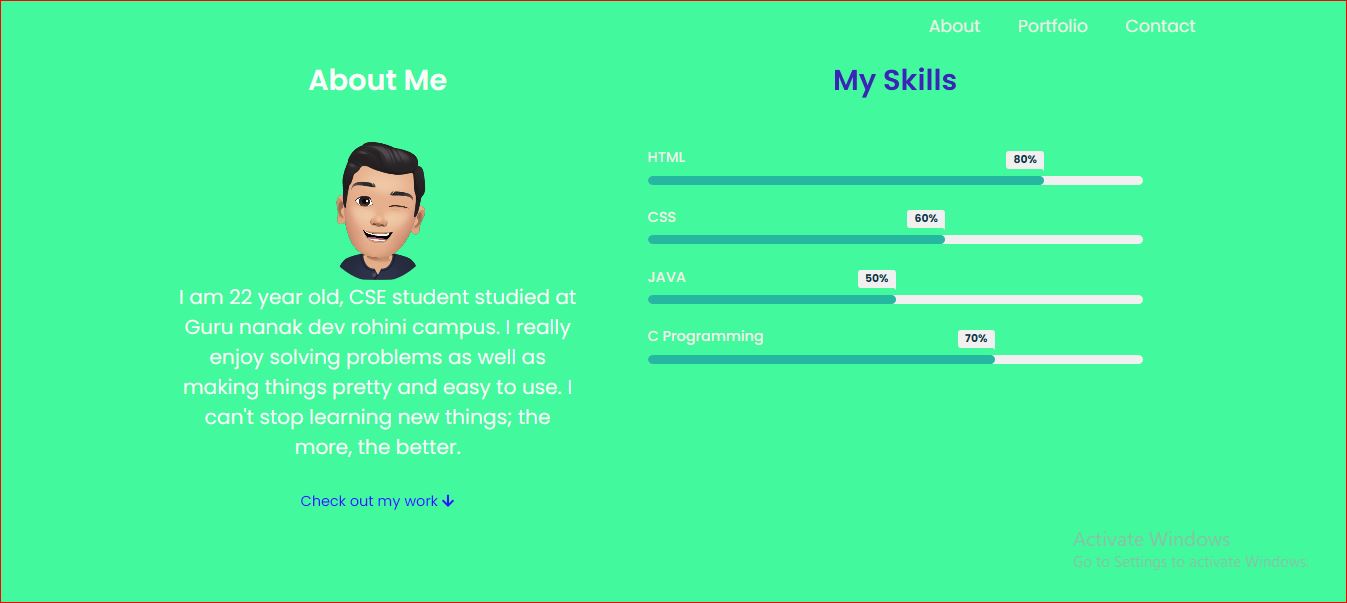 About Portfolio Contact
About Me
I am 22 year old, CSE student studied at
Guru nanak dev rohini campus. I really
enjoy solving problems as well as
making things pretty and easy to use. I
can't stop learning new things; the
more, the better.
Check out my work
My Skills
HTML 80%
CSS 60%
JAVA 50%
C Programming 70%
Activate Windows
Go to Settings to activate Windows.